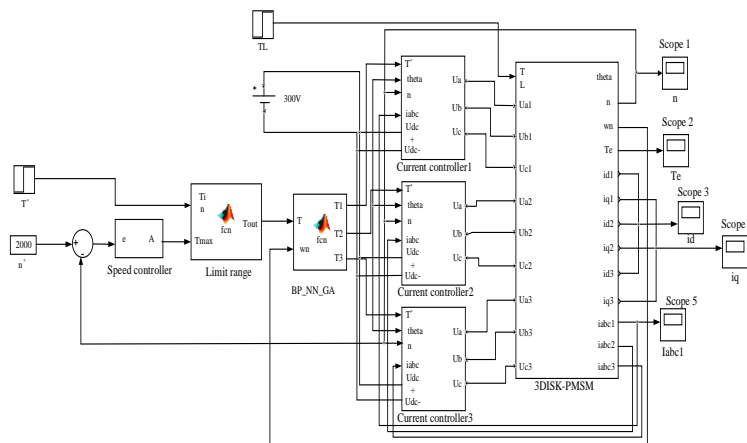 TL
300V
T*
2000
n*
e
A
Speed controller
Ti
n
Tmax
Tout
fcn
Limit range
T
wn
fcn
T1
T2
T3
BP_NN_GA
T*
theta
n
iabc
Udc
+
Udc-
Ua
Ub
Uc
Current controller1
T*
theta
n
iabc
Udc
+
Udc-
Ua
Ub
Uc
Current controller2
T*
theta
n
iabc
Udc
+
Udc-
Ua
Ub
Uc
Current controller3
T
L
Ua1
Ub1
Uc1
Ua2
Ub2
Uc2
Ua3
Ub3
Uc3
theta
n
wn
Te
id1
iq1
id2
iq2
id3
iq3
iabc1
iabc2
iabc3
3DISK-PMSM
Scope 1
n
Scope 2
Te
Scope 3
id
Scope
iq
Scope 5
Iabc1